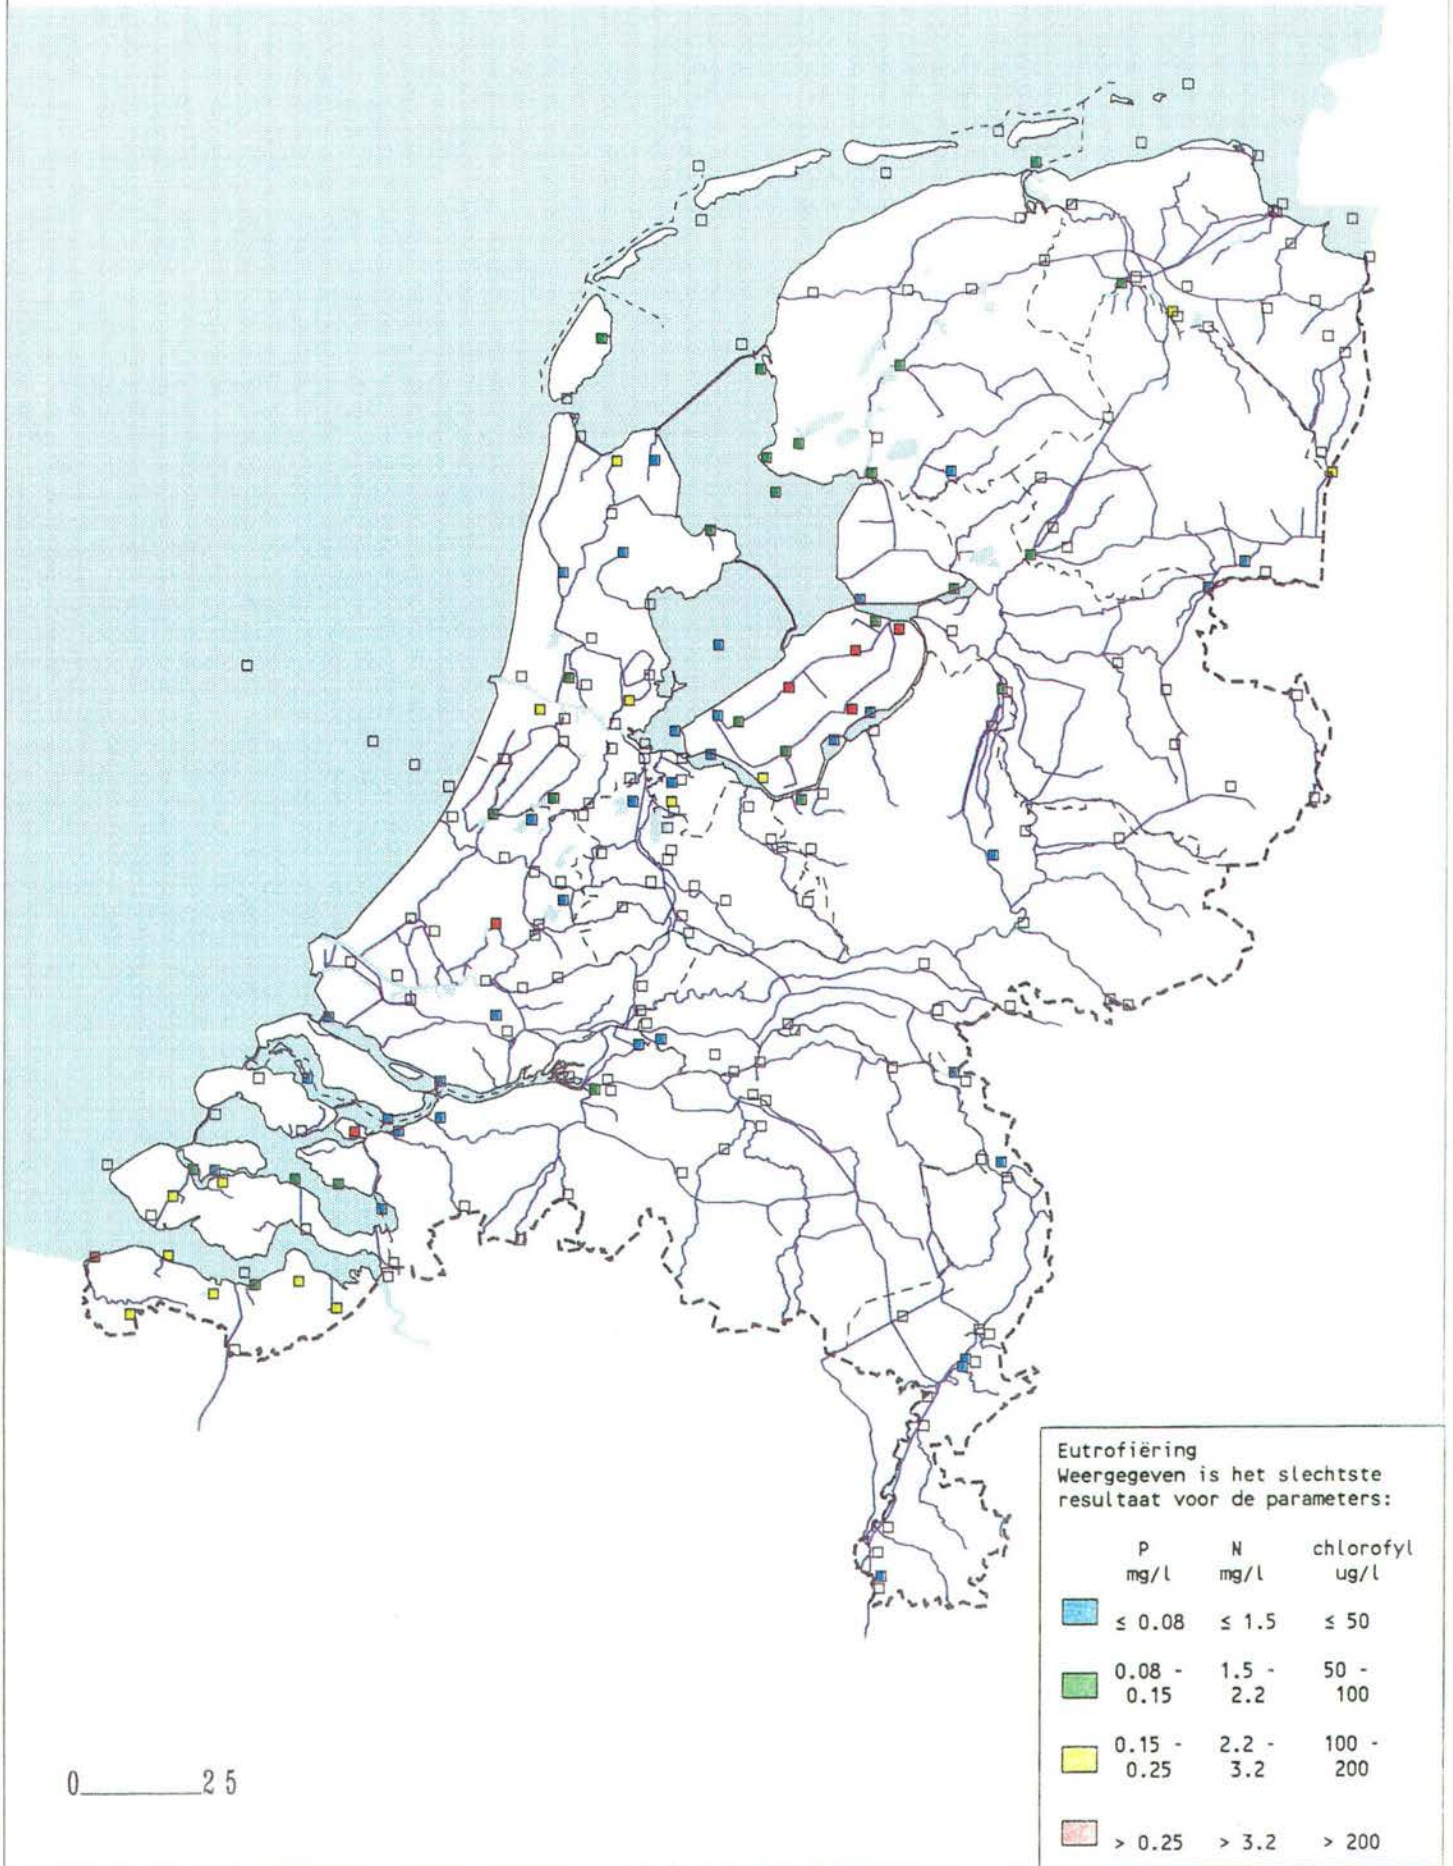 Eutrofiëring
Weergegeven is het slechtste
resultaat voor de parameters:
P N chlorofyl
mg/l mg/l ug/l
≤ 0.08 ≤ 1.5 ≤ 50
0.08 - 1.5 - 50 -
0.15 2.2 100
0.15 - 2.2 - 100 -
0.25 3.2 200
> 0.25 > 3.2 > 200
0 25